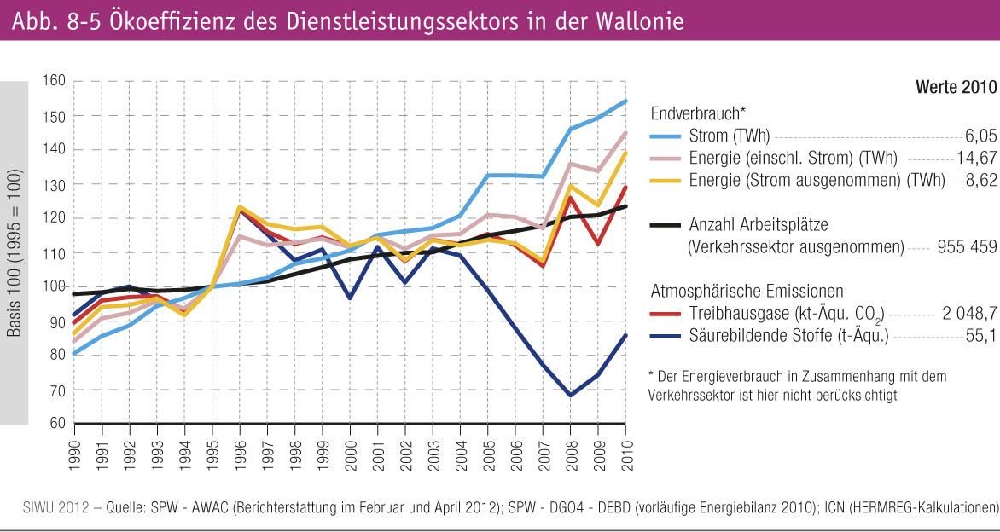 Abb. 8-5 Ökoeffizienz des Dienstleistungssektors in der Wallonie
Basis 100 (1995 = 100)
160
150
140
130
120
110
100
90
80
70
60
1990 1991 1992 1993 1994 1995 1996 1997 1998 1999 2000 2001 2002 2003 2004 2005 2006 2007 2008 2009 2010
Werte 2010
Endverbrauch*
Strom (TWh) 6,05
Energie (einschl. Strom) (TWh) 14,67
Energie (Strom ausgenommen) (TWh) 8,62
Anzahl Arbeitsplätze
(Verkehrssektor ausgenommen) 955 459
Atmosphärische Emissionen
Treibhausgase (kt-Äqu. CO2) 2 048,7
Säurebildende Stoffe (t-Äqu.) 55,1
* Der Energieverbrauch in Zusammenhang mit dem
Verkehrssektor ist hier nicht berücksichtigt
SIWU 2012 – Quelle: SPW - AWAC (Berichterstattung im Februar und April 2012); SPW - DGO4 - DEBD (vorläufige Energiebilanz 2010); ICN (HERMREG-Kalkulationen)